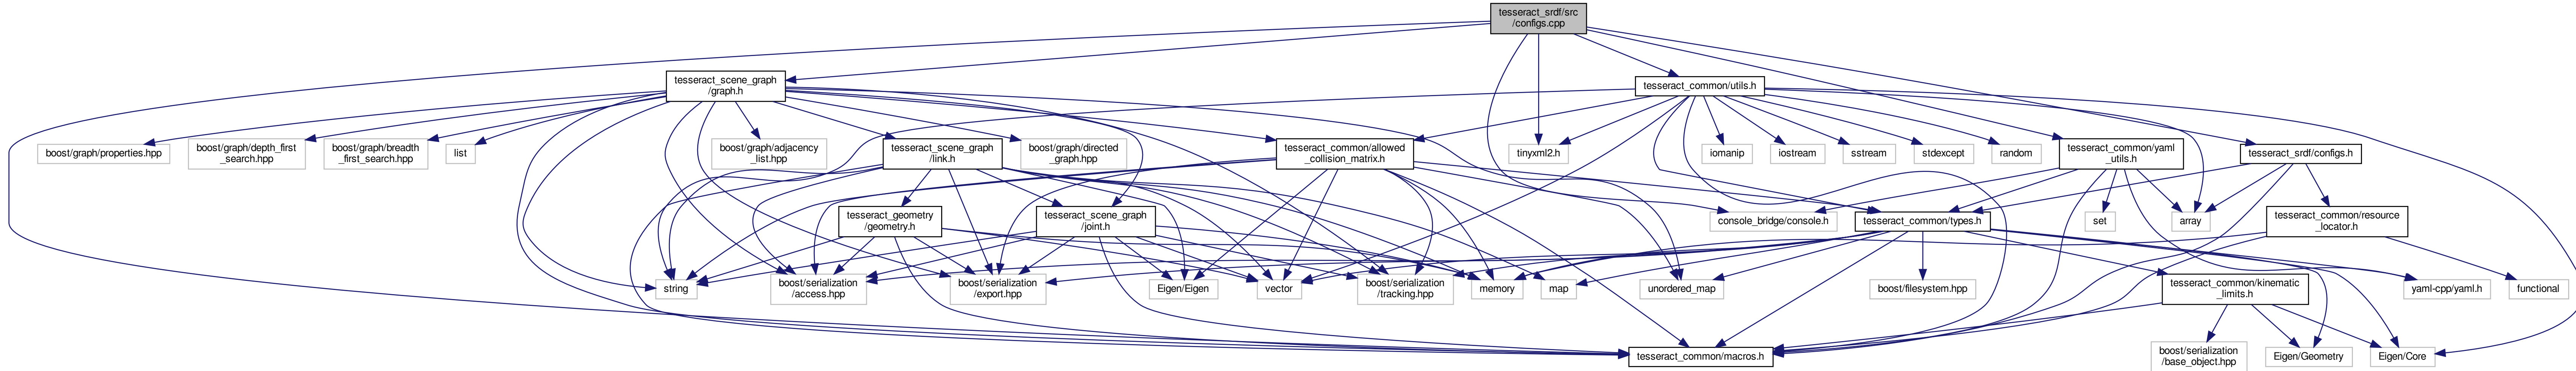 tesseract_srdf/src
/configs.cpp
tesseract_scene_graph
/graph.h
tesseract_common/utils.h
boost/graph/properties.hpp
boost/graph/depth_first
_search.hpp
boost/graph/breadth
_first_search.hpp
list
tesseract_scene_graph
/link.h
boost/graph/adjacency
_list.hpp
boost/graph/directed
_graph.hpp
tesseract_common/allowed
_collision_matrix.h
tinyxml2.h
iomanip
iostream
sstream
stdexcept
random
tesseract_common/yaml
_utils.h
tesseract_srdf/configs.h
tesseract_geometry
/geometry.h
tesseract_scene_graph
/joint.h
console_bridge/console.h
tesseract_common/types.h
set
array
tesseract_common/resource
_locator.h
string
boost/serialization
/access.hpp
boost/serialization
/export.hpp
Eigen/Eigen
vector
boost/serialization
/tracking.hpp
memory
map
unordered_map
boost/filesystem.hpp
tesseract_common/kinematic
_limits.h
yaml-cpp/yaml.h
functional
tesseract_common/macros.h
boost/serialization
/base_object.hpp
Eigen/Geometry
Eigen/Core